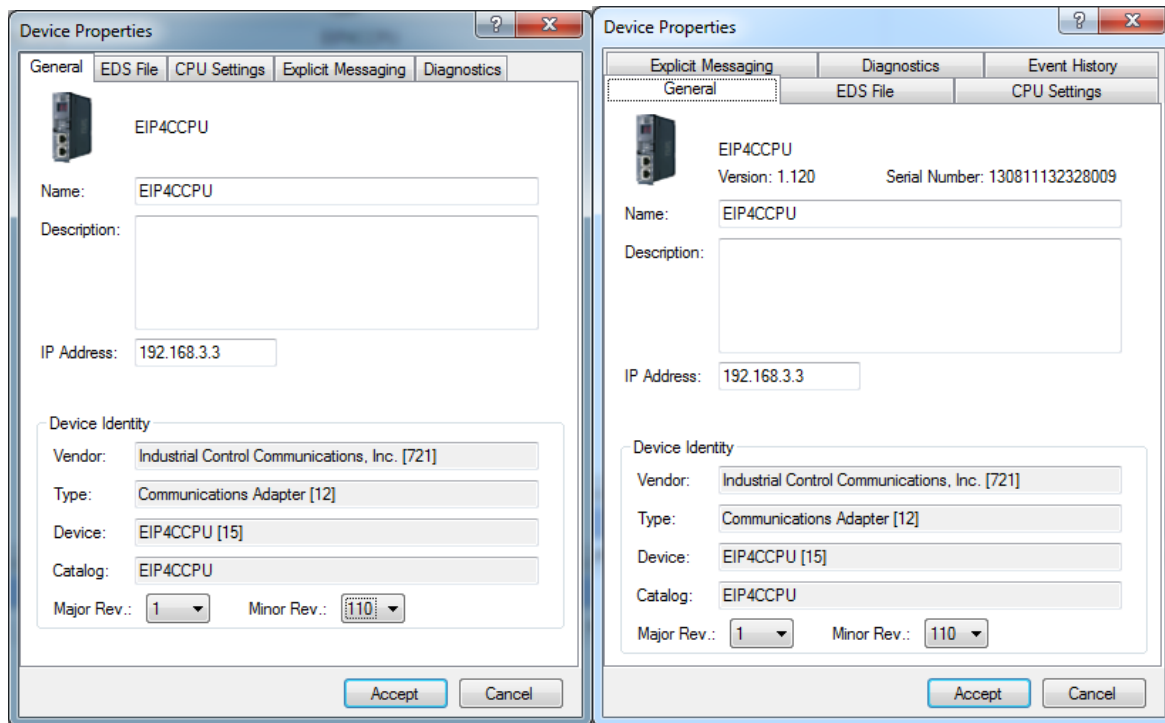 Device Properties
General EDS File CPU Settings Explicit Messaging Diagnostics
EIP4CCPU
Name: EIP4CCPU
Description:
IP Address: 192.168.3.3
Device Identity
Vendor: Industrial Control Communications, Inc. [721]
Type: Communications Adapter [12]
Device: EIP4CCPU [15]
Catalog: EIP4CCPU
Major Rev.: 1 Minor Rev.: 110
Accept Cancel
Device Properties
Explicit Messaging Diagnostics Event History
General EDS File CPU Settings
EIP4CCPU
Version: 1.120 Serial Number: 130811132328009
Name: EIP4CCPU
Description:
IP Address: 192.168.3.3
Device Identity
Vendor: Industrial Control Communications, Inc. [721]
Type: Communications Adapter [12]
Device: EIP4CCPU [15]
Catalog: EIP4CCPU
Major Rev.: 1 Minor Rev.: 110
Accept Cancel